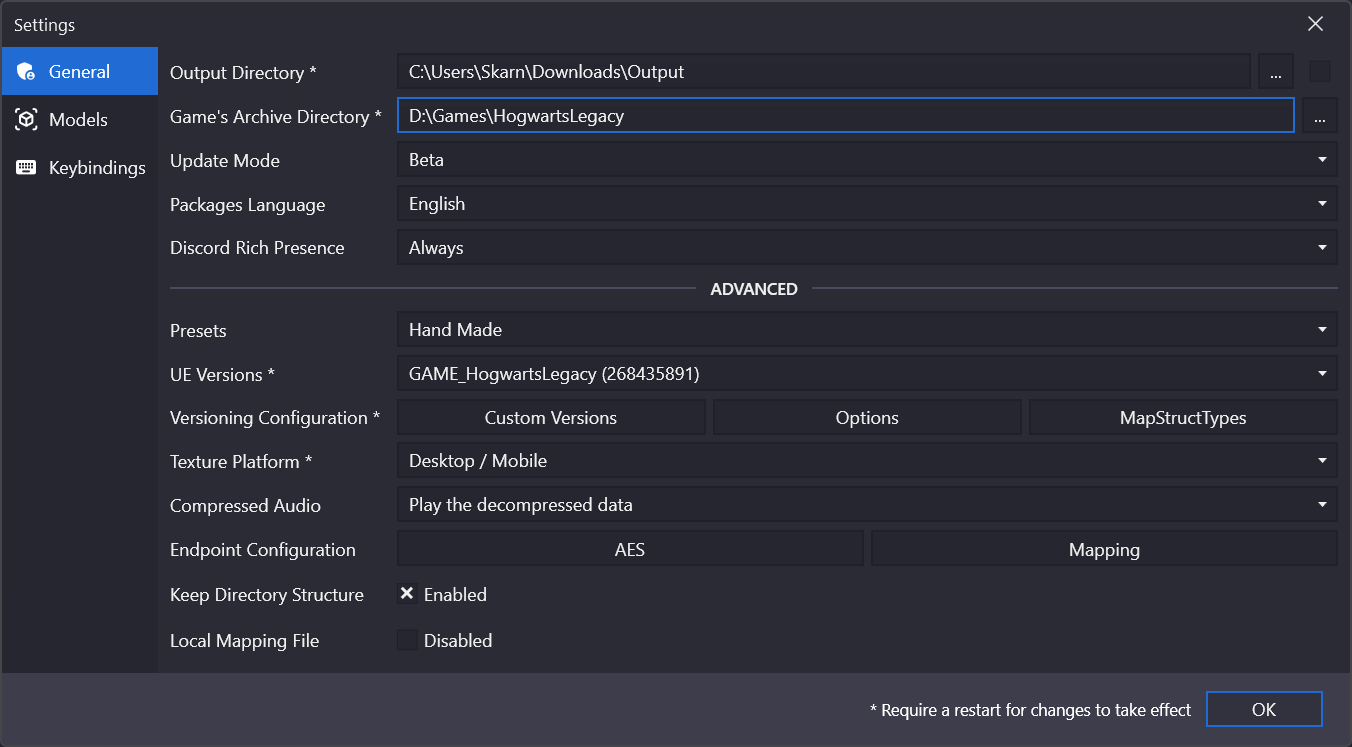 Settings
General
Models
Keybindings
Output Directory * C:\Users\Skarn\Downloads\Output ...
Game's Archive Directory * D:\Games\HogwartsLegacy ...
Update Mode Beta
Packages Language English
Discord Rich Presence Always
ADVANCED
Presets Hand Made
UE Versions * GAME_HogwartsLegacy (268435891)
Versioning Configuration * Custom Versions Options MapStructTypes
Texture Platform * Desktop / Mobile
Compressed Audio Play the decompressed data
Endpoint Configuration AES Mapping
Keep Directory Structure Enabled
Local Mapping File Disabled
* Require a restart for changes to take effect OK